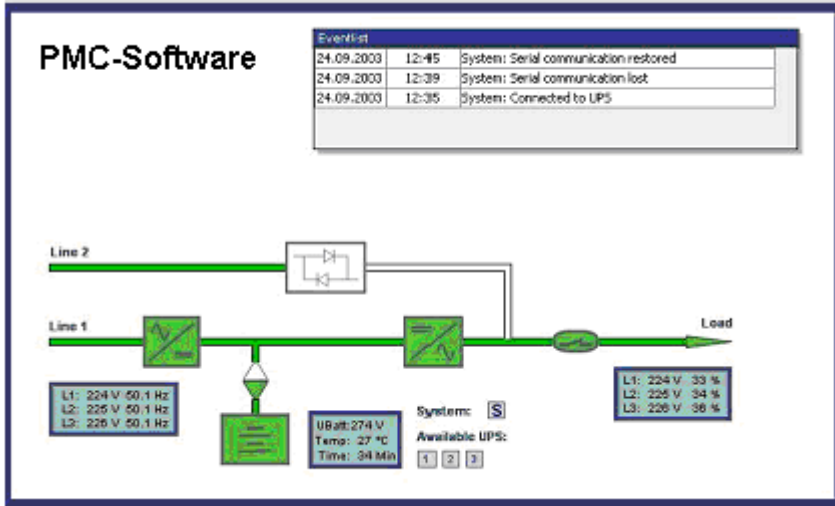 PMC-Software
Eventlist
24.09.2003 12:45 System: Serial communication restored
24.09.2003 12:39 System: Serial communication lost
24.09.2003 12:35 System: Connected to UPS
Line 2
Line 1
Load
L1: 224 V 50.1 Hz
L2: 225 V 50.1 Hz
L3: 226 V 50.1 Hz
UBatt: 274 V
Temp: 27 °C
Time: 34 Min
System: S
Available UPS:
1 2 3
L1: 224 V 33 %
L2: 225 V 34 %
L3: 226 V 36 %